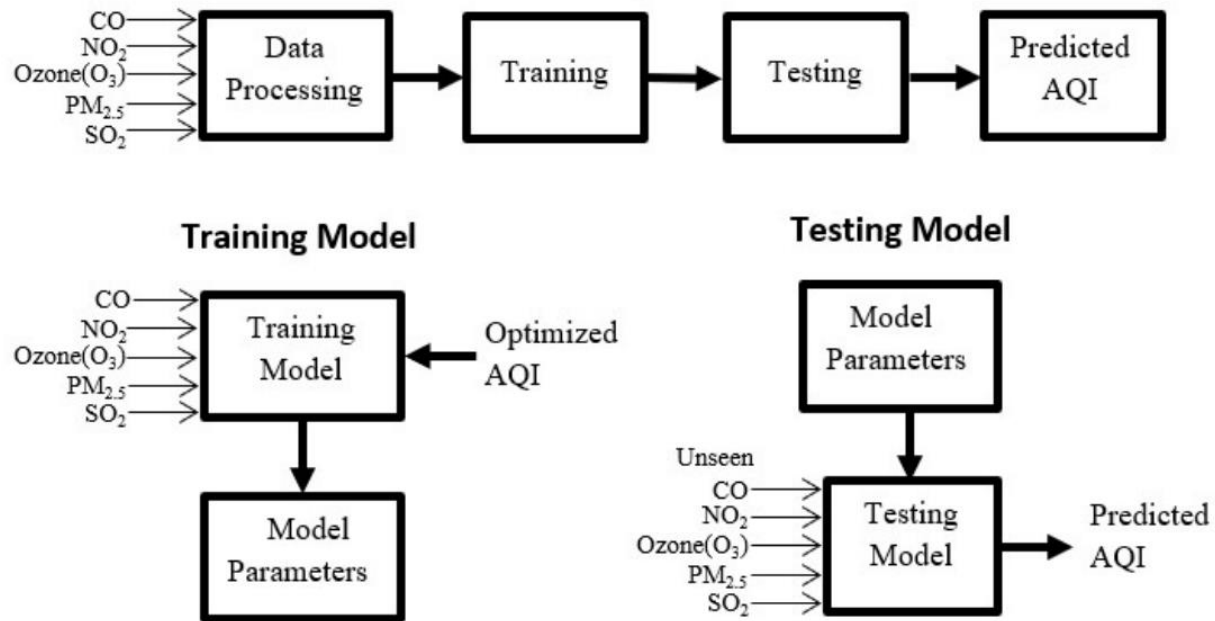 CO
NO₂
Ozone(O₃)
PM₂.₅
SO₂
Data
Processing
Training
Testing
Predicted
AQI
Training Model
CO
NO₂
Ozone(O₃)
PM₂.₅
SO₂
Training
Model
Optimized
AQI
Model
Parameters
Testing Model
Model
Parameters
Unseen
CO
NO₂
Ozone(O₃)
PM₂.₅
SO₂
Testing
Model
Predicted
AQI